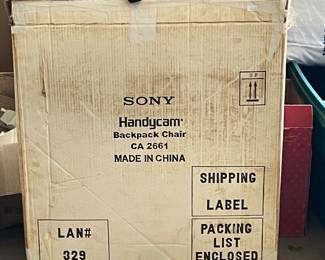 SONY
Handycam
Backpack Chair
CA 2661
MADE IN CHINA
SHIPPING
LABEL
LAN#
329
PACKING
LIST
ENCLOSED